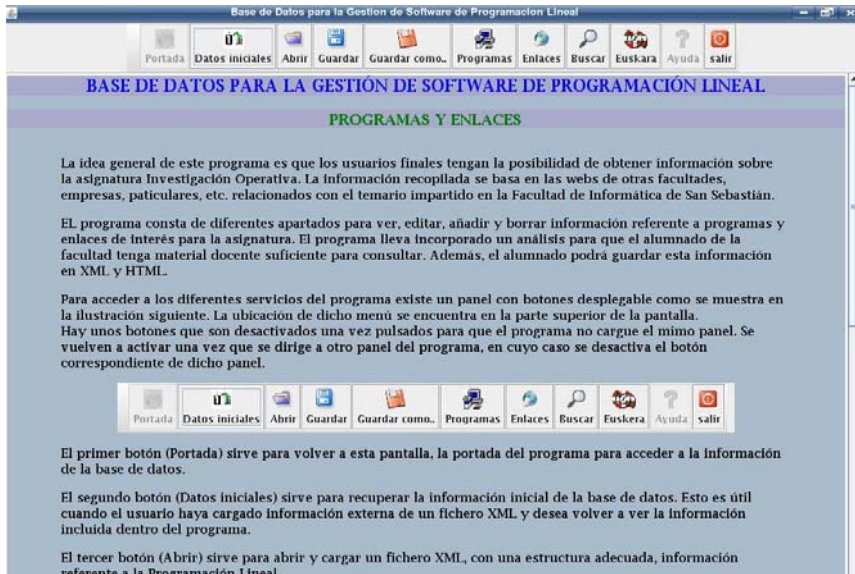 Base de Datos para la Gestion de Software de Programacion Lineal
Portada Datos iniciales Abrir Guardar Guardar como.. Programas Enlaces Buscar Euskara Ayuda salir
BASE DE DATOS PARA LA GESTIÓN DE SOFTWARE DE PROGRAMACIÓN LINEAL
PROGRAMAS Y ENLACES
La idea general de este programa es que los usuarios finales tengan la posibilidad de obtener información sobre
la asignatura Investigación Operativa. La información recopilada se basa en las webs de otras facultades,
empresas, paticulares, etc. relacionados con el temario impartido en la Facultad de Informática de San Sebastián.
EL programa consta de diferentes apartados para ver, editar, añadir y borrar información referente a programas y
enlaces de interés para la asignatura. El programa lleva incorporado un análisis para que el alumnado de la
facultad tenga material docente suficiente para consultar. Además, el alumnado podrá guardar esta información
en XML y HTML.
Para acceder a los diferentes servicios del programa existe un panel con botones desplegable como se muestra en
la ilustración siguiente. La ubicación de dicho menú se encuentra en la parte superior de la pantalla.
Hay unos botones que son desactivados una vez pulsados para que el programa no cargue el mimo panel. Se
vuelven a activar una vez que se dirige a otro panel del programa, en cuyo caso se desactiva el botón
correspondiente de dicho panel.
Portada Datos iniciales Abrir Guardar Guardar como.. Programas Enlaces Buscar Euskera Ayuda salir
El primer botón (Portada) sirve para volver a esta pantalla, la portada del programa para acceder a la información
de la base de datos.
El segundo botón (Datos iniciales) sirve para recuperar la información inicial de la base de datos. Esto es útil
cuando el usuario haya cargado información externa de un fichero XML y desea volver a ver la información
incluida dentro del programa.
El tercer botón (Abrir) sirve para abrir y cargar un fichero XML, con una estructura adecuada, información
referente a la Programación Lineal.